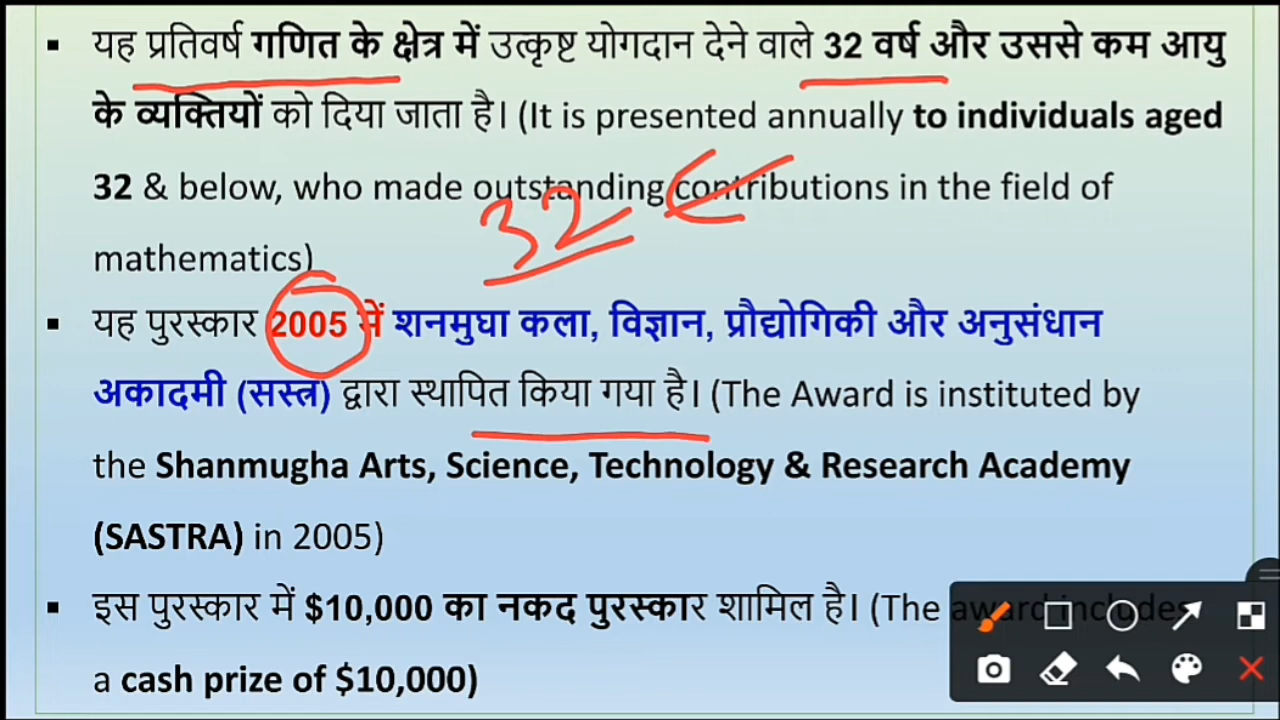 ▪ यह प्रतिवर्ष गणित के क्षेत्र में उत्कृष्ट योगदान देने वाले 32 वर्ष और उससे कम आयु
के व्यक्तियों को दिया जाता है। (It is presented annually to individuals aged
32 & below, who made outstanding contributions in the field of
mathematics)
32
▪ यह पुरस्कार 2005 में शनमुघा कला, विज्ञान, प्रौद्योगिकी और अनुसंधान
अकादमी (सस्त्र) द्वारा स्थापित किया गया है। (The Award is instituted by
the Shanmugha Arts, Science, Technology & Research Academy
(SASTRA) in 2005)
▪ इस पुरस्कार में $10,000 का नकद पुरस्कार शामिल है। (The award includes
a cash prize of $10,000)